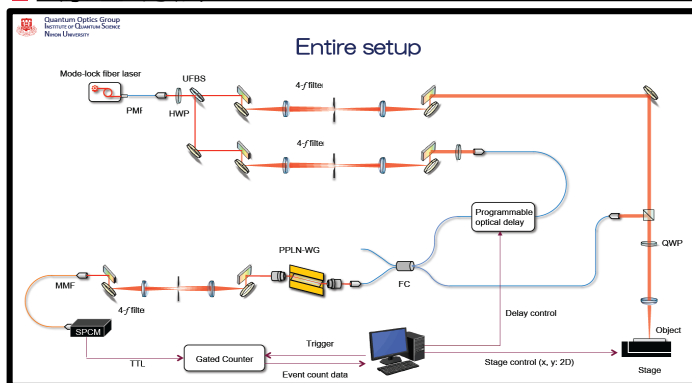 Quantum Optics Group
INSTITUTE OF QUANTUM SCIENCE
NIHON UNIVERSITY
Entire setup
Mode-lock fiber laser
UFBS
PMF
HWP
4-f filter
4-f filter
Programmable
optical delay
PPLN-WG
QWP
MMF
FC
4-f filte
Delay control
SPCM
Object
TTL
Gated Counter
Trigger
Event count data
Stage control (x, y: 2D)
Stage